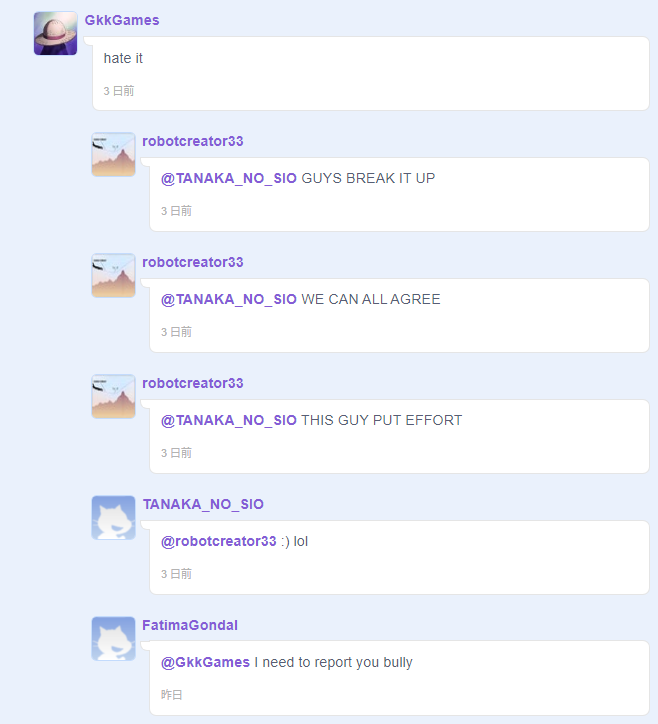 GkkGames
hate it
3 日前
robotcreator33
@TANAKA_NO_SIO GUYS BREAK IT UP
3 日前
robotcreator33
@TANAKA_NO_SIO WE CAN ALL AGREE
3 日前
robotcreator33
@TANAKA_NO_SIO THIS GUY PUT EFFORT
3 日前
TANAKA_NO_SIO
@robotcreator33 :) lol
3 日前
FatimaGondal
@GkkGames I need to report you bully
昨日